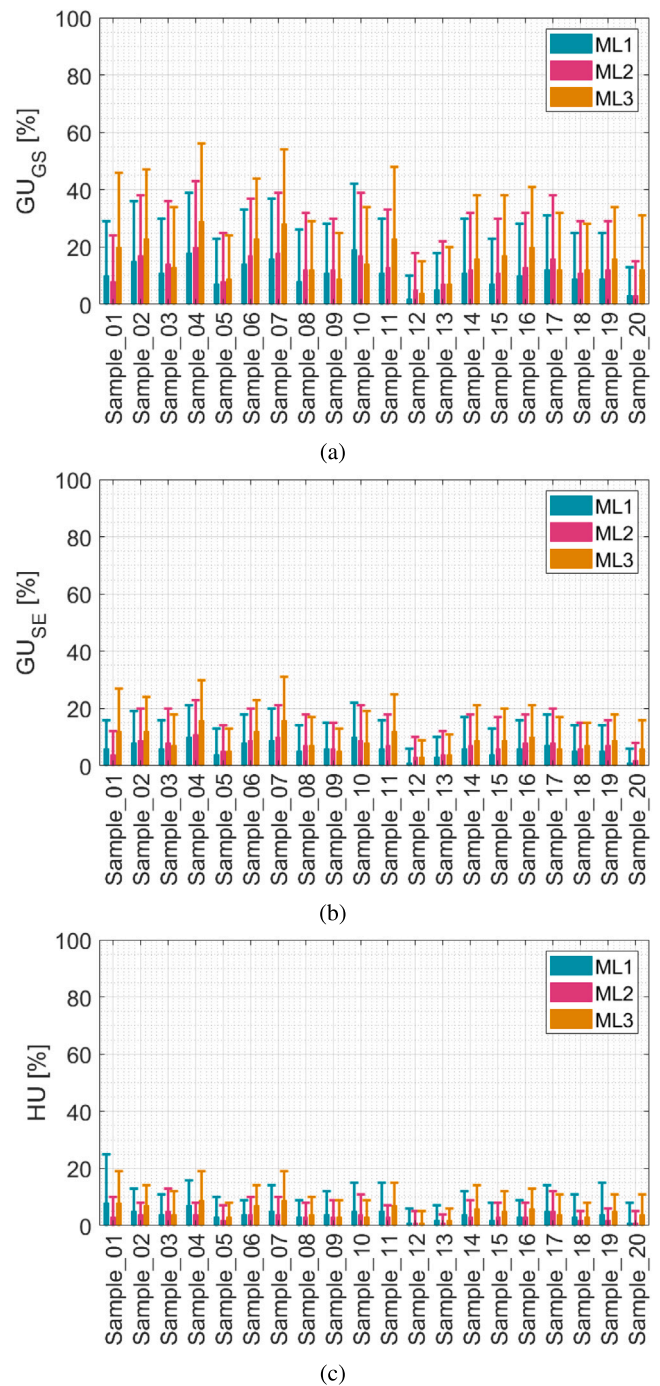 100
80
60
40
20
0
GU_GS [%]
ML1
ML2
ML3
Sample_01
Sample_02
Sample_03
Sample_04
Sample_05
Sample_06
Sample_07
Sample_08
Sample_09
Sample_10
Sample_11
Sample_12
Sample_13
Sample_14
Sample_15
Sample_16
Sample_17
Sample_18
Sample_19
Sample_20
(a)
100
80
60
40
20
0
GU_SE [%]
ML1
ML2
ML3
Sample_01
Sample_02
Sample_03
Sample_04
Sample_05
Sample_06
Sample_07
Sample_08
Sample_09
Sample_10
Sample_11
Sample_12
Sample_13
Sample_14
Sample_15
Sample_16
Sample_17
Sample_18
Sample_19
Sample_20
(b)
100
80
60
40
20
0
HU [%]
ML1
ML2
ML3
Sample_01
Sample_02
Sample_03
Sample_04
Sample_05
Sample_06
Sample_07
Sample_08
Sample_09
Sample_10
Sample_11
Sample_12
Sample_13
Sample_14
Sample_15
Sample_16
Sample_17
Sample_18
Sample_19
Sample_20
(c)